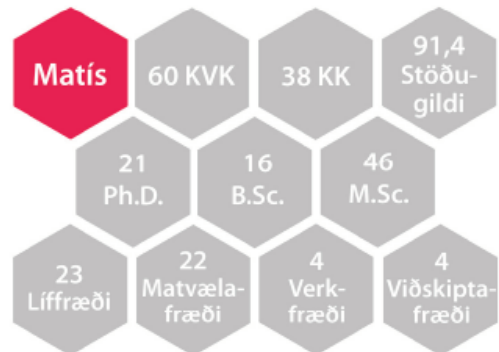 Matís
60 KVK
38 KK
91,4
Stöðu-
gildi
21
Ph.D.
16
B.Sc.
46
M.Sc.
23
Líffræði
22
Matvæla-
fræði
4
Verk-
fræði
4
Viðskipta-
fræði